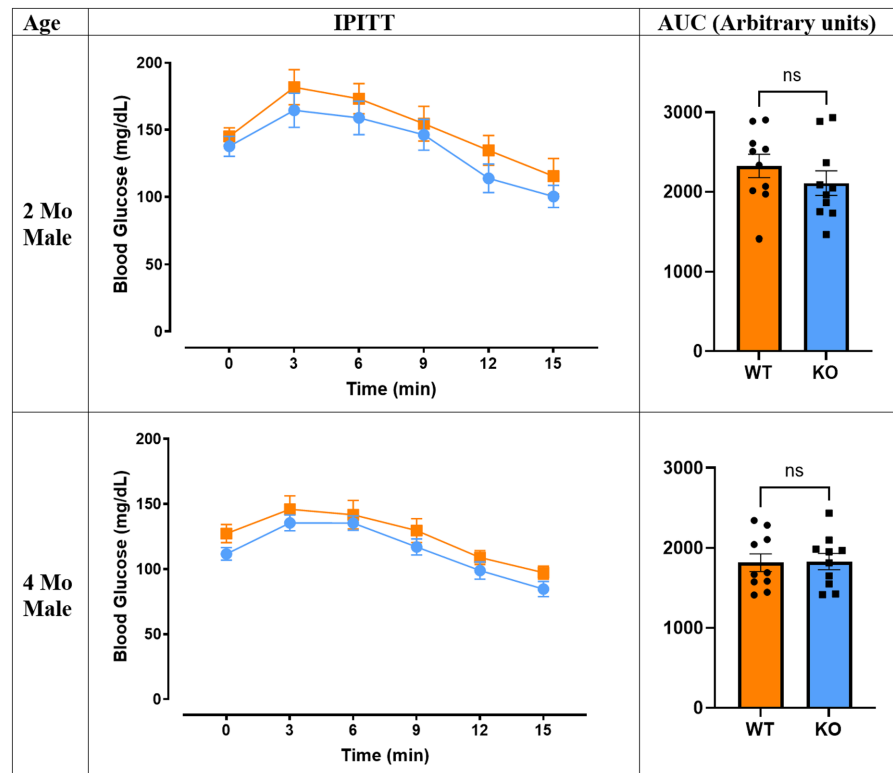 Age IPITT AUC (Arbitrary units)
2 Mo
Male
Blood Glucose (mg/dL)
200
150
100
50
0
0 3 6 9 12 15
Time (min)
ns
3000
2000
1000
0
WT KO
4 Mo
Male
Blood Glucose (mg/dL)
200
150
100
50
0
0 3 6 9 12 15
Time (min)
ns
3000
2000
1000
0
WT KO